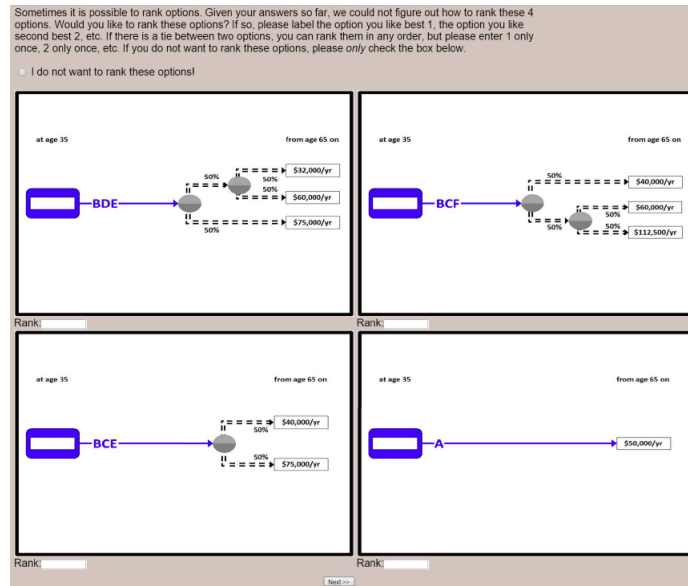 Sometimes it is possible to rank options. Given your answers so far, we could not figure out how to rank these 4
options. Would you like to rank these options? If so, please label the option you like best 1, the option you like
second best 2, etc. If there is a tie between two options, you can rank them in any order, but please enter 1 only
once, 2 only once, etc. If you do not want to rank these options, please only check the box below.
I do not want to rank these options!
at age 35
from age 65 on
50%
50%
$32,000/yr
BDE
50%
$60,000/yr
50%
$75,000/yr
Rank:
at age 35
from age 65 on
50%
$40,000/yr
BCF
50%
$60,000/yr
50%
50%
$112,500/yr
Rank:
at age 35
from age 65 on
50%
$40,000/yr
BCE
50%
$75,000/yr
Rank:
at age 35
from age 65 on
A
$50,000/yr
Rank:
Next >>